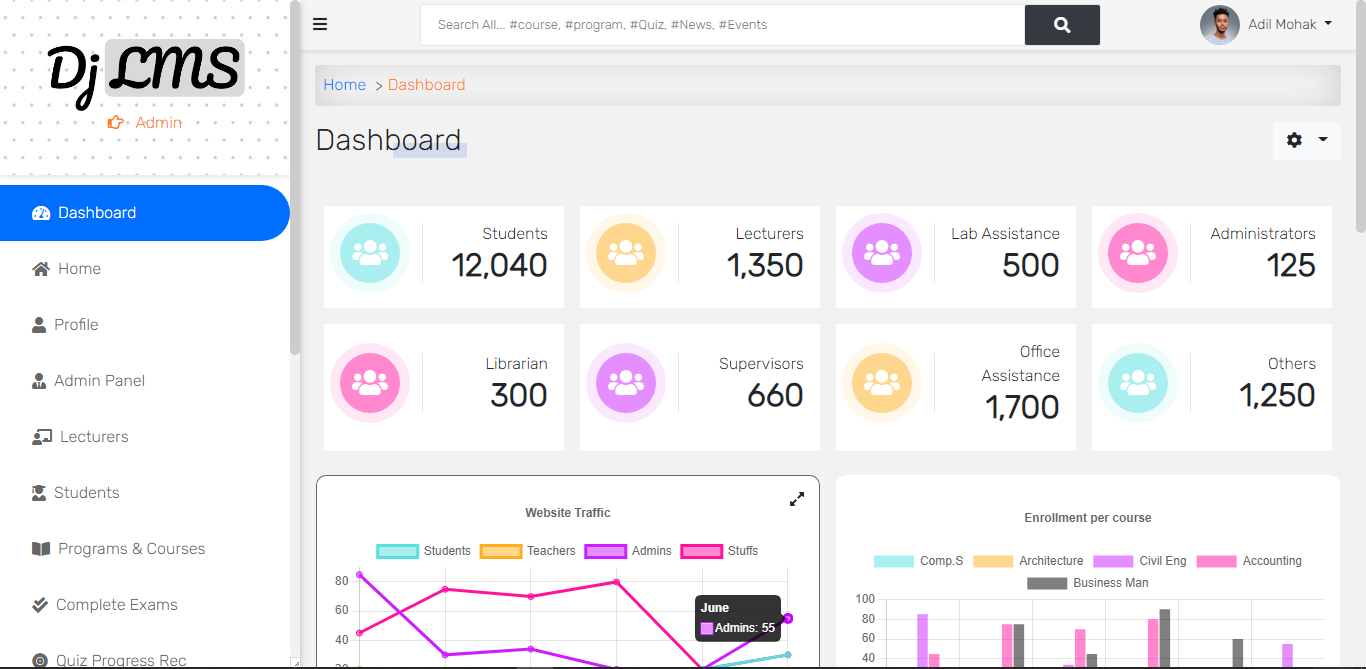 Dj LMS
Admin
Dashboard
Home
Profile
Admin Panel
Lecturers
Students
Programs & Courses
Complete Exams
Quiz Progress Rec
Search All... #course, #program, #Quiz, #News, #Events
Adil Mohak
Home > Dashboard
Dashboard
Students
12,040
Lecturers
1,350
Lab Assistance
500
Administrators
125
Librarian
300
Supervisors
660
Office
Assistance
1,700
Others
1,250
Website Traffic
Students Teachers Admins Stuffs
80
60
40
20
June
Admins: 55
Enrollment per course
Comp.S Architecture Civil Eng Accounting
Business Man
100
80
60
40